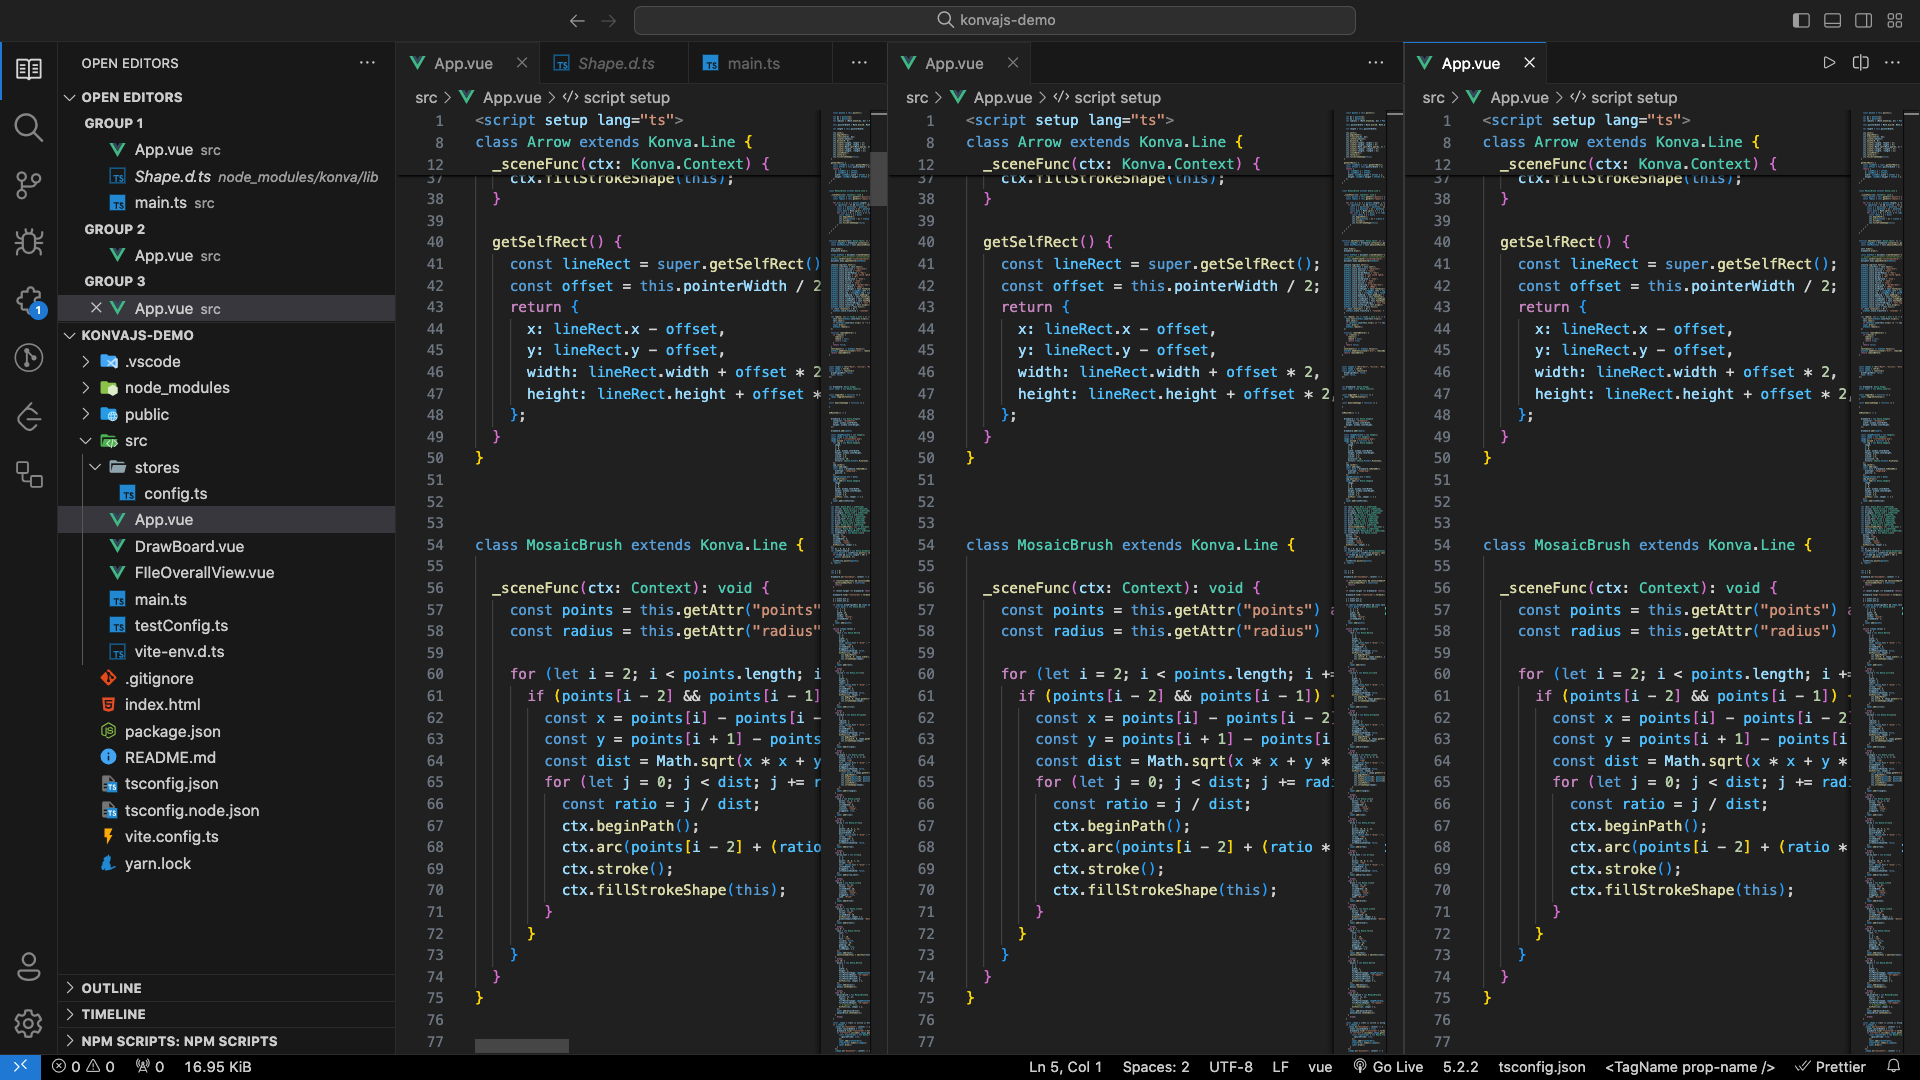 konvajs-demo
OPEN EDITORS
OPEN EDITORS
GROUP 1
App.vue src
Shape.d.ts node_modules/konva/lib
main.ts src
GROUP 2
App.vue src
GROUP 3
App.vue src
KONVAJS-DEMO
.vscode
node_modules
public
src
stores
config.ts
App.vue
DrawBoard.vue
FIleOverallView.vue
main.ts
testConfig.ts
vite-env.d.ts
.gitignore
index.html
package.json
README.md
tsconfig.json
tsconfig.node.json
vite.config.ts
yarn.lock
OUTLINE
TIMELINE
NPM SCRIPTS: NPM SCRIPTS
1
App.vue
Shape.d.ts
main.ts
src > App.vue > script setup
1 <script setup lang="ts">
8 class Arrow extends Konva.Line {
12 _sceneFunc(ctx: Konva.Context) {
37 ctx.fillStrokeShape(this);
38 }
39
40 getSelfRect() {
41 const lineRect = super.getSelfRect()
42 const offset = this.pointerWidth / 2
43 return {
44 x: lineRect.x - offset,
45 y: lineRect.y - offset,
46 width: lineRect.width + offset * 2
47 height: lineRect.height + offset *
48 };
49 }
50 }
51
52
53
54 class MosaicBrush extends Konva.Line {
55
56 _sceneFunc(ctx: Context): void {
57 const points = this.getAttr("points"
58 const radius = this.getAttr("radius"
59
60 for (let i = 2; i < points.length; i
61 if (points[i - 2] && points[i - 1]
62 const x = points[i] - points[i -
63 const y = points[i + 1] - points
64 const dist = Math.sqrt(x * x + y
65 for (let j = 0; j < dist; j += r
66 const ratio = j / dist;
67 ctx.beginPath();
68 ctx.arc(points[i - 2] + (ratio
69 ctx.stroke();
70 ctx.fillStrokeShape(this);
71 }
72 }
73 }
74 }
75 }
76
77
App.vue
src > App.vue > script setup
1 <script setup lang="ts">
8 class Arrow extends Konva.Line {
12 _sceneFunc(ctx: Konva.Context) {
37 ctx.fillStrokeShape(this);
38 }
39
40 getSelfRect() {
41 const lineRect = super.getSelfRect();
42 const offset = this.pointerWidth / 2;
43 return {
44 x: lineRect.x - offset,
45 y: lineRect.y - offset,
46 width: lineRect.width + offset * 2,
47 height: lineRect.height + offset * 2,
48 };
49 }
50 }
51
52
53
54 class MosaicBrush extends Konva.Line {
55
56 _sceneFunc(ctx: Context): void {
57 const points = this.getAttr("points")
58 const radius = this.getAttr("radius")
59
60 for (let i = 2; i < points.length; i +
61 if (points[i - 2] && points[i - 1])
62 const x = points[i] - points[i - 2]
63 const y = points[i + 1] - points[i
64 const dist = Math.sqrt(x * x + y *
65 for (let j = 0; j < dist; j += radi
66 const ratio = j / dist;
67 ctx.beginPath();
68 ctx.arc(points[i - 2] + (ratio *
69 ctx.stroke();
70 ctx.fillStrokeShape(this);
71 }
72 }
73 }
74 }
75 }
76
77
App.vue
src > App.vue > script setup
1 <script setup lang="ts">
8 class Arrow extends Konva.Line {
12 _sceneFunc(ctx: Konva.Context) {
37 ctx.fillStrokeShape(this);
38 }
39
40 getSelfRect() {
41 const lineRect = super.getSelfRect();
42 const offset = this.pointerWidth / 2;
43 return {
44 x: lineRect.x - offset,
45 y: lineRect.y - offset,
46 width: lineRect.width + offset * 2,
47 height: lineRect.height + offset * 2,
48 };
49 }
50 }
51
52
53
54 class MosaicBrush extends Konva.Line {
55
56 _sceneFunc(ctx: Context): void {
57 const points = this.getAttr("points")
58 const radius = this.getAttr("radius")
59
60 for (let i = 2; i < points.length; i +=
61 if (points[i - 2] && points[i - 1])
62 const x = points[i] - points[i - 2]
63 const y = points[i + 1] - points[i
64 const dist = Math.sqrt(x * x + y *
65 for (let j = 0; j < dist; j += radi
66 const ratio = j / dist;
67 ctx.beginPath();
68 ctx.arc(points[i - 2] + (ratio *
69 ctx.stroke();
70 ctx.fillStrokeShape(this);
71 }
72 }
73 }
74 }
75 }
76
77
0 0 0 16.95 KiB Ln 5, Col 1 Spaces: 2 UTF-8 LF vue Go Live 5.2.2 tsconfig.json <TagName prop-name /> Prettier